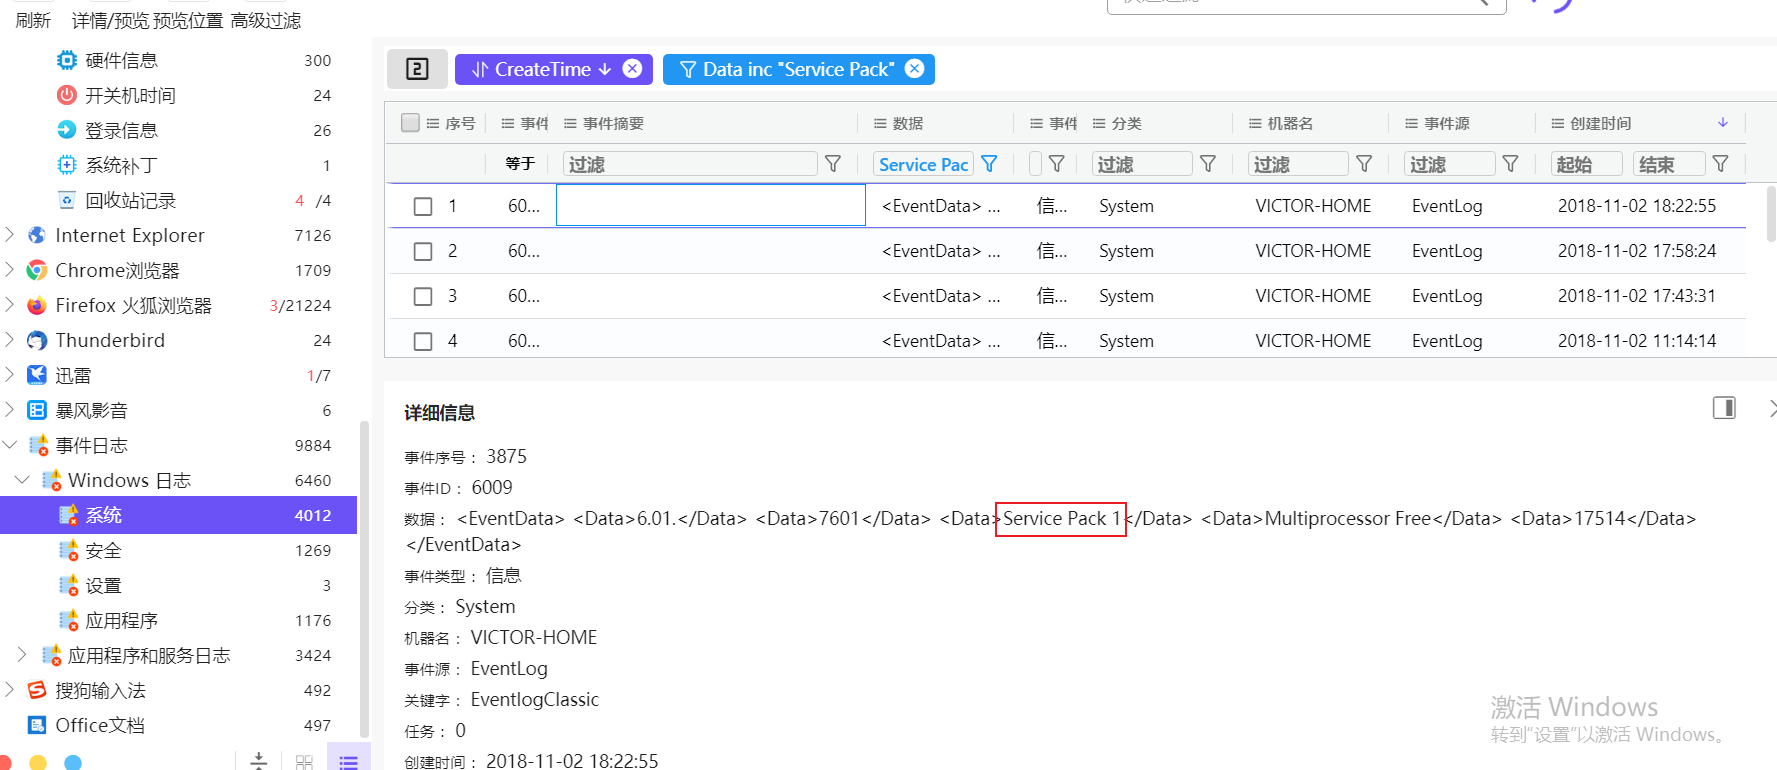 刷新 详情/预览 预览位置 高级过滤
硬件信息 300
开关机时间 24
登录信息 26
系统补丁 1
回收站记录 4 /4
Internet Explorer 7126
Chrome浏览器 1709
Firefox 火狐浏览器 3/21224
Thunderbird 24
迅雷 1/7
暴风影音 6
事件日志 9884
Windows 日志 6460
系统 4012
安全 1269
设置 3
应用程序 1176
应用程序和服务日志 3424
搜狗输入法 492
Office文档 497
2 CreateTime Data inc "Service Pack"
序号 事件 事件摘要 数据 事件 分类 机器名 事件源 创建时间
等于 过滤 Service Pac 过滤 过滤 过滤 起始 结束
1 60... <EventData> ... 信... System VICTOR-HOME EventLog 2018-11-02 18:22:55
2 60... <EventData> ... 信... System VICTOR-HOME EventLog 2018-11-02 17:58:24
3 60... <EventData> ... 信... System VICTOR-HOME EventLog 2018-11-02 17:43:31
4 60... <EventData> ... 信... System VICTOR-HOME EventLog 2018-11-02 11:14:14
详细信息
事件序号： 3875
事件ID： 6009
数据： <EventData> <Data>6.01.</Data> <Data>7601</Data> <Data>Service Pack 1</Data> <Data>Multiprocessor Free</Data> <Data>17514</Data>
</EventData>
事件类型： 信息
分类： System
机器名： VICTOR-HOME
事件源： EventLog
关键字： EventlogClassic
任务： 0
创建时间： 2018-11-02 18:22:55
激活 Windows
转到“设置”以激活 Windows。